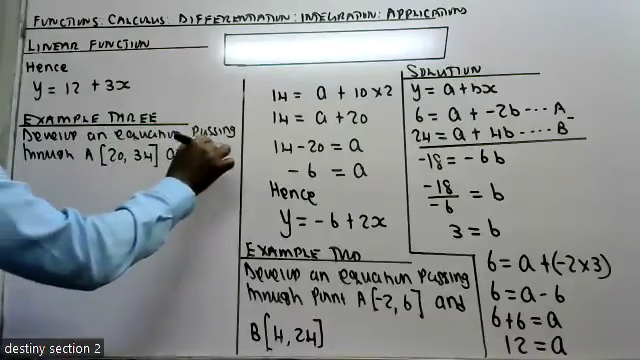 FUNCTIONS: CALCULUS: DIFFERENTIATION: INTEGRATION: APPLICATIONS
LINEAR FUNCTION
Hence
y = 12 + 3x
EXAMPLE THREE
Develop an equation passing
through A [20, 34] a
14 = a + 10×2
14 = a + 20
14 - 20 = a
-6 = a
Hence
y = -6 + 2x
EXAMPLE TWO
Develop an equation passing
through Point A[-2, 6] and
B[4, 24]
SOLUTION
y = a + bx
6 = a + -2b ---- A
24 = a + 4b ----- B
-18 = -6b
-18/-6 = b
3 = b
6 = a + (-2×3)
6 = a - 6
6+6 = a
12 = a
destiny section 2